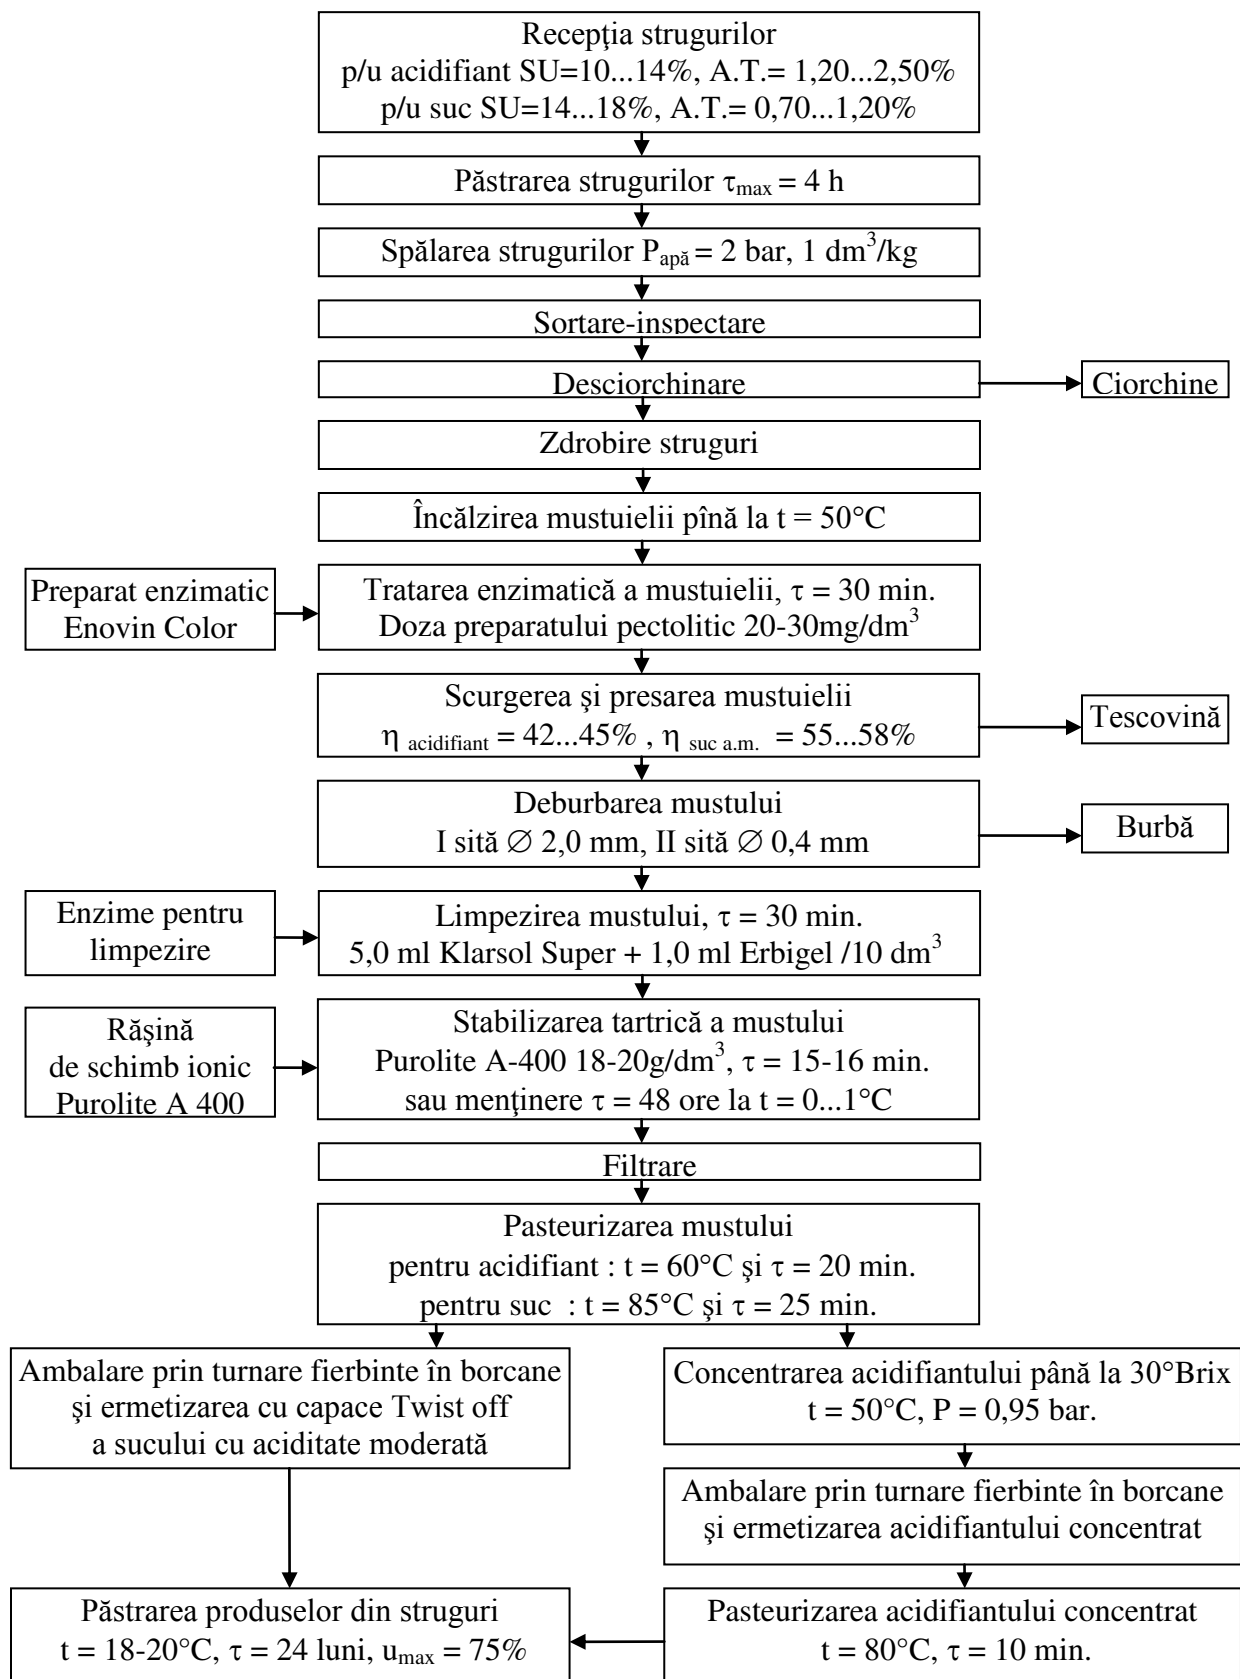 Recepţia strugurilor
p/u acidifiant SU=10...14%, A.T.= 1,20...2,50%
p/u suc SU=14...18%, A.T.= 0,70...1,20%
Păstrarea strugurilor τmax = 4 h
Spălarea strugurilor Papă = 2 bar, 1 dm³/kg
Sortare-inspectare
Desciorchinare
Ciorchine
Zdrobire struguri
Încălzirea mustuielii pînă la t = 50°C
Preparat enzimatic
Enovin Color
Tratarea enzimatică a mustuielii, τ = 30 min.
Doza preparatului pectolitic 20-30mg/dm³
Scurgerea şi presarea mustuielii
η acidifiant = 42...45% , η suc a.m. = 55...58%
Tescovină
Deburbarea mustului
I sită ∅ 2,0 mm, II sită ∅ 0,4 mm
Burbă
Enzime pentru
limpezire
Limpezirea mustului, τ = 30 min.
5,0 ml Klarsol Super + 1,0 ml Erbigel /10 dm³
Răşină
de schimb ionic
Purolite A 400
Stabilizarea tartrică a mustului
Purolite A-400 18-20g/dm³, τ = 15-16 min.
sau menţinere τ = 48 ore la t = 0...1°C
Filtrare
Pasteurizarea mustului
pentru acidifiant : t = 60°C şi τ = 20 min.
pentru suc : t = 85°C şi τ = 25 min.
Ambalare prin turnare fierbinte în borcane
şi ermetizarea cu capace Twist off
a sucului cu aciditate moderată
Concentrarea acidifiantului până la 30°Brix
t = 50°C, P = 0,95 bar.
Ambalare prin turnare fierbinte în borcane
şi ermetizarea acidifiantului concentrat
Păstrarea produselor din struguri
t = 18-20°C, τ = 24 luni, umax = 75%
Pasteurizarea acidifiantului concentrat
t = 80°C, τ = 10 min.